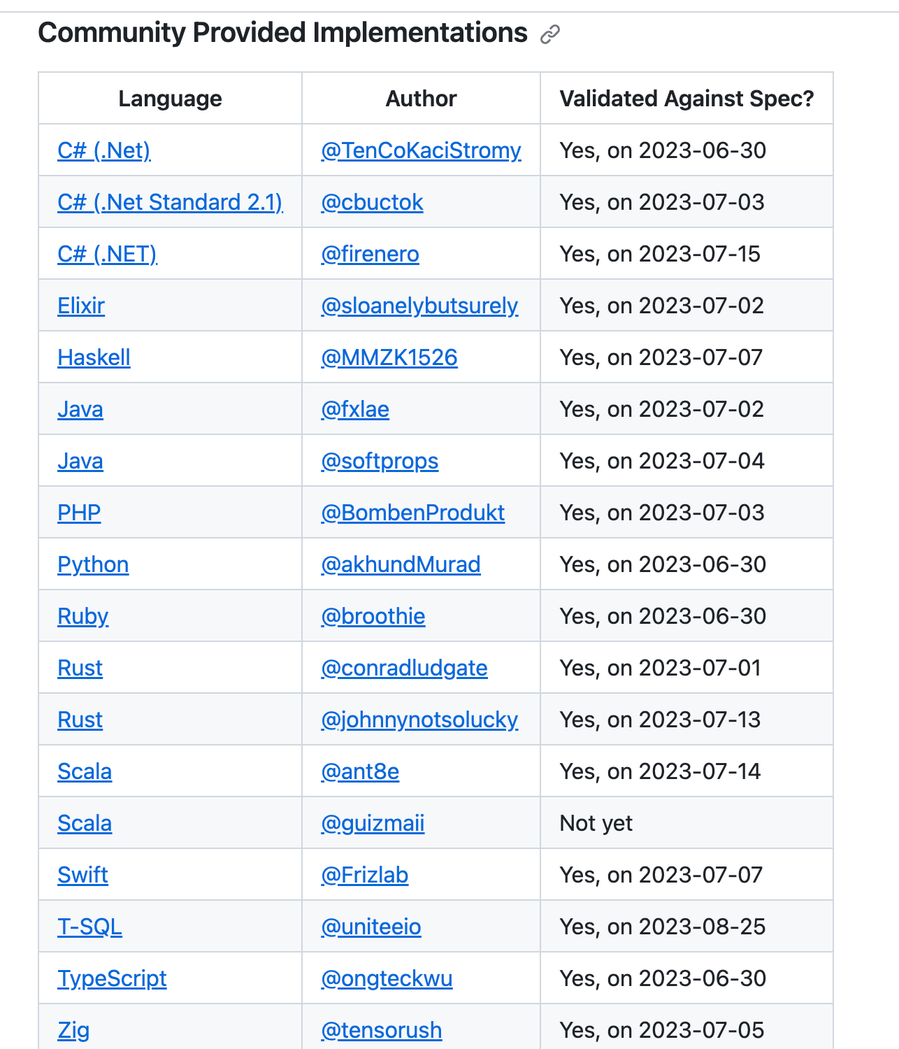 Community Provided Implementations
Language Author Validated Against Spec?
C# (.Net) @TenCoKaciStromy Yes, on 2023-06-30
C# (.Net Standard 2.1) @cbuctok Yes, on 2023-07-03
C# (.NET) @firenero Yes, on 2023-07-15
Elixir @sloanelybutsurely Yes, on 2023-07-02
Haskell @MMZK1526 Yes, on 2023-07-07
Java @fxlae Yes, on 2023-07-02
Java @softprops Yes, on 2023-07-04
PHP @BombenProdukt Yes, on 2023-07-03
Python @akhundMurad Yes, on 2023-06-30
Ruby @broothie Yes, on 2023-06-30
Rust @conradludgate Yes, on 2023-07-01
Rust @johnnynotsolucky Yes, on 2023-07-13
Scala @ant8e Yes, on 2023-07-14
Scala @guizmaii Not yet
Swift @Frizlab Yes, on 2023-07-07
T-SQL @uniteeio Yes, on 2023-08-25
TypeScript @ongteckwu Yes, on 2023-06-30
Zig @tensorush Yes, on 2023-07-05